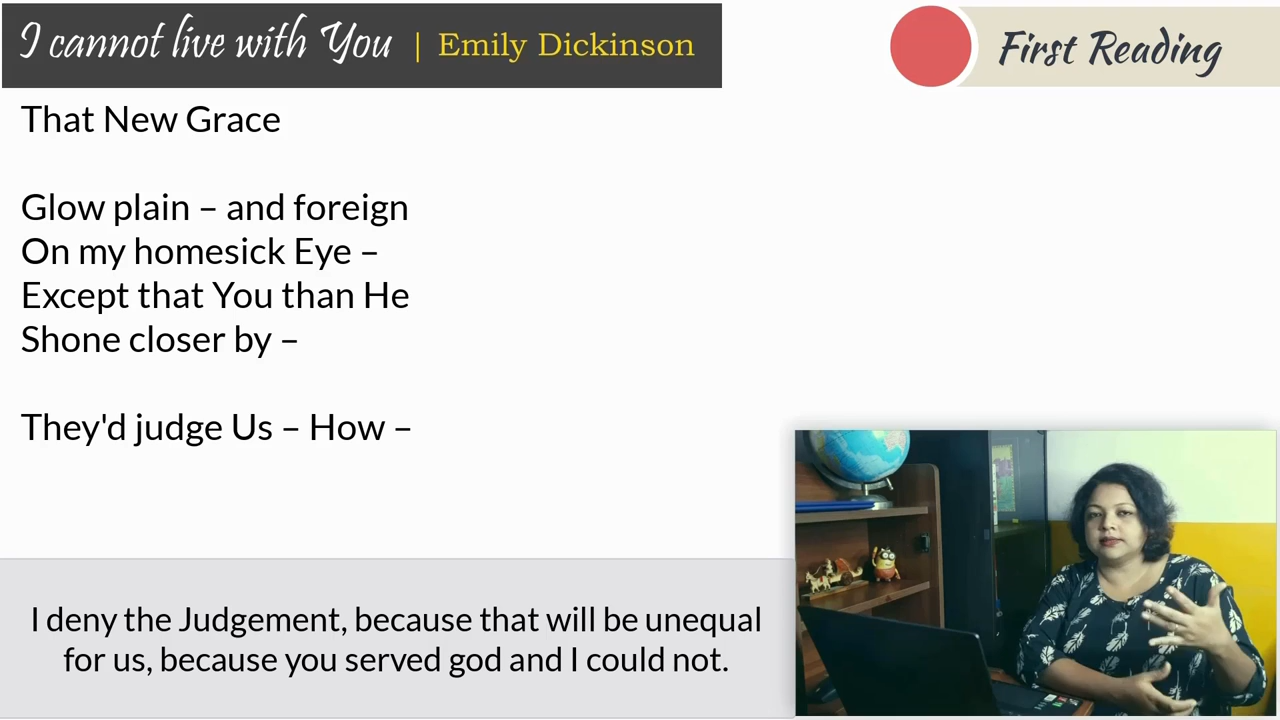 I cannot live with You | Emily Dickinson
First Reading
That New Grace
Glow plain – and foreign
On my homesick Eye –
Except that You than He
Shone closer by –
They'd judge Us – How –
I deny the Judgement, because that will be unequal
for us, because you served god and I could not.